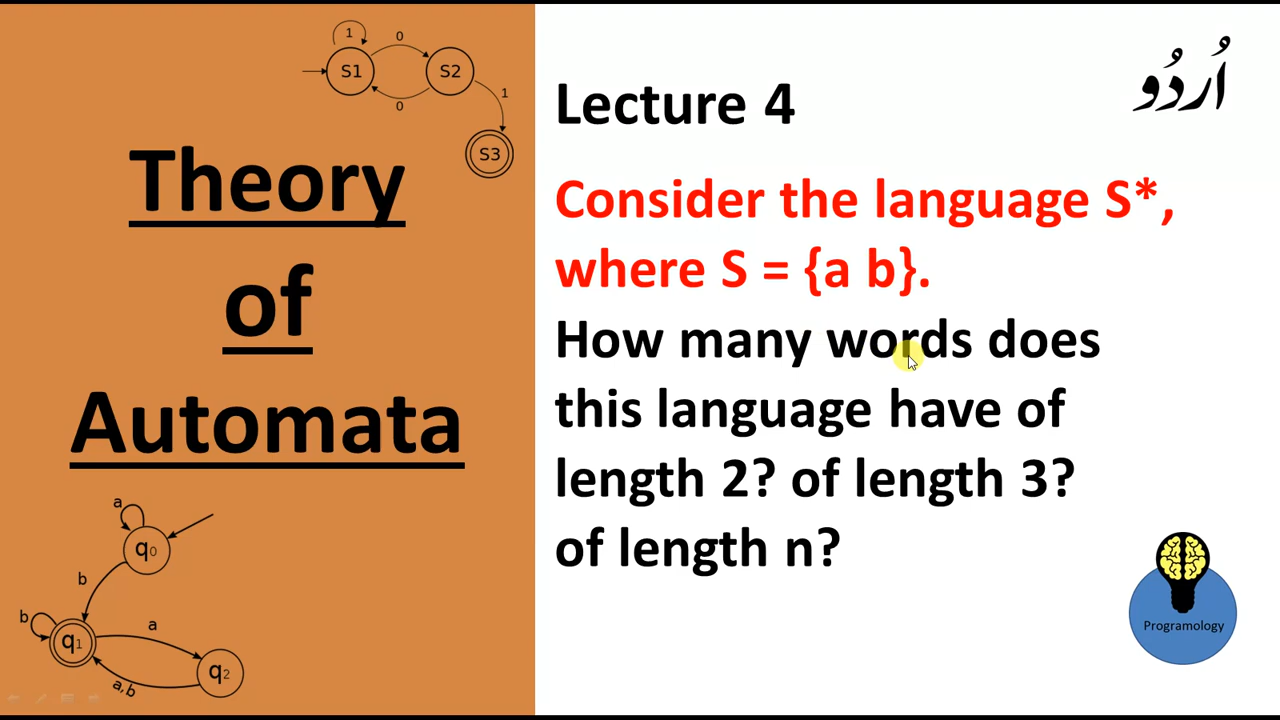 Theory
of
Automata
1
0
S1
S2
0
1
S3
a
q0
b
b
q1
a
q2
a,b
Lecture 4
اُردُو
Consider the language S*,
where S = {a b}.
How many words does
this language have of
length 2? of length 3?
of length n?
Programology